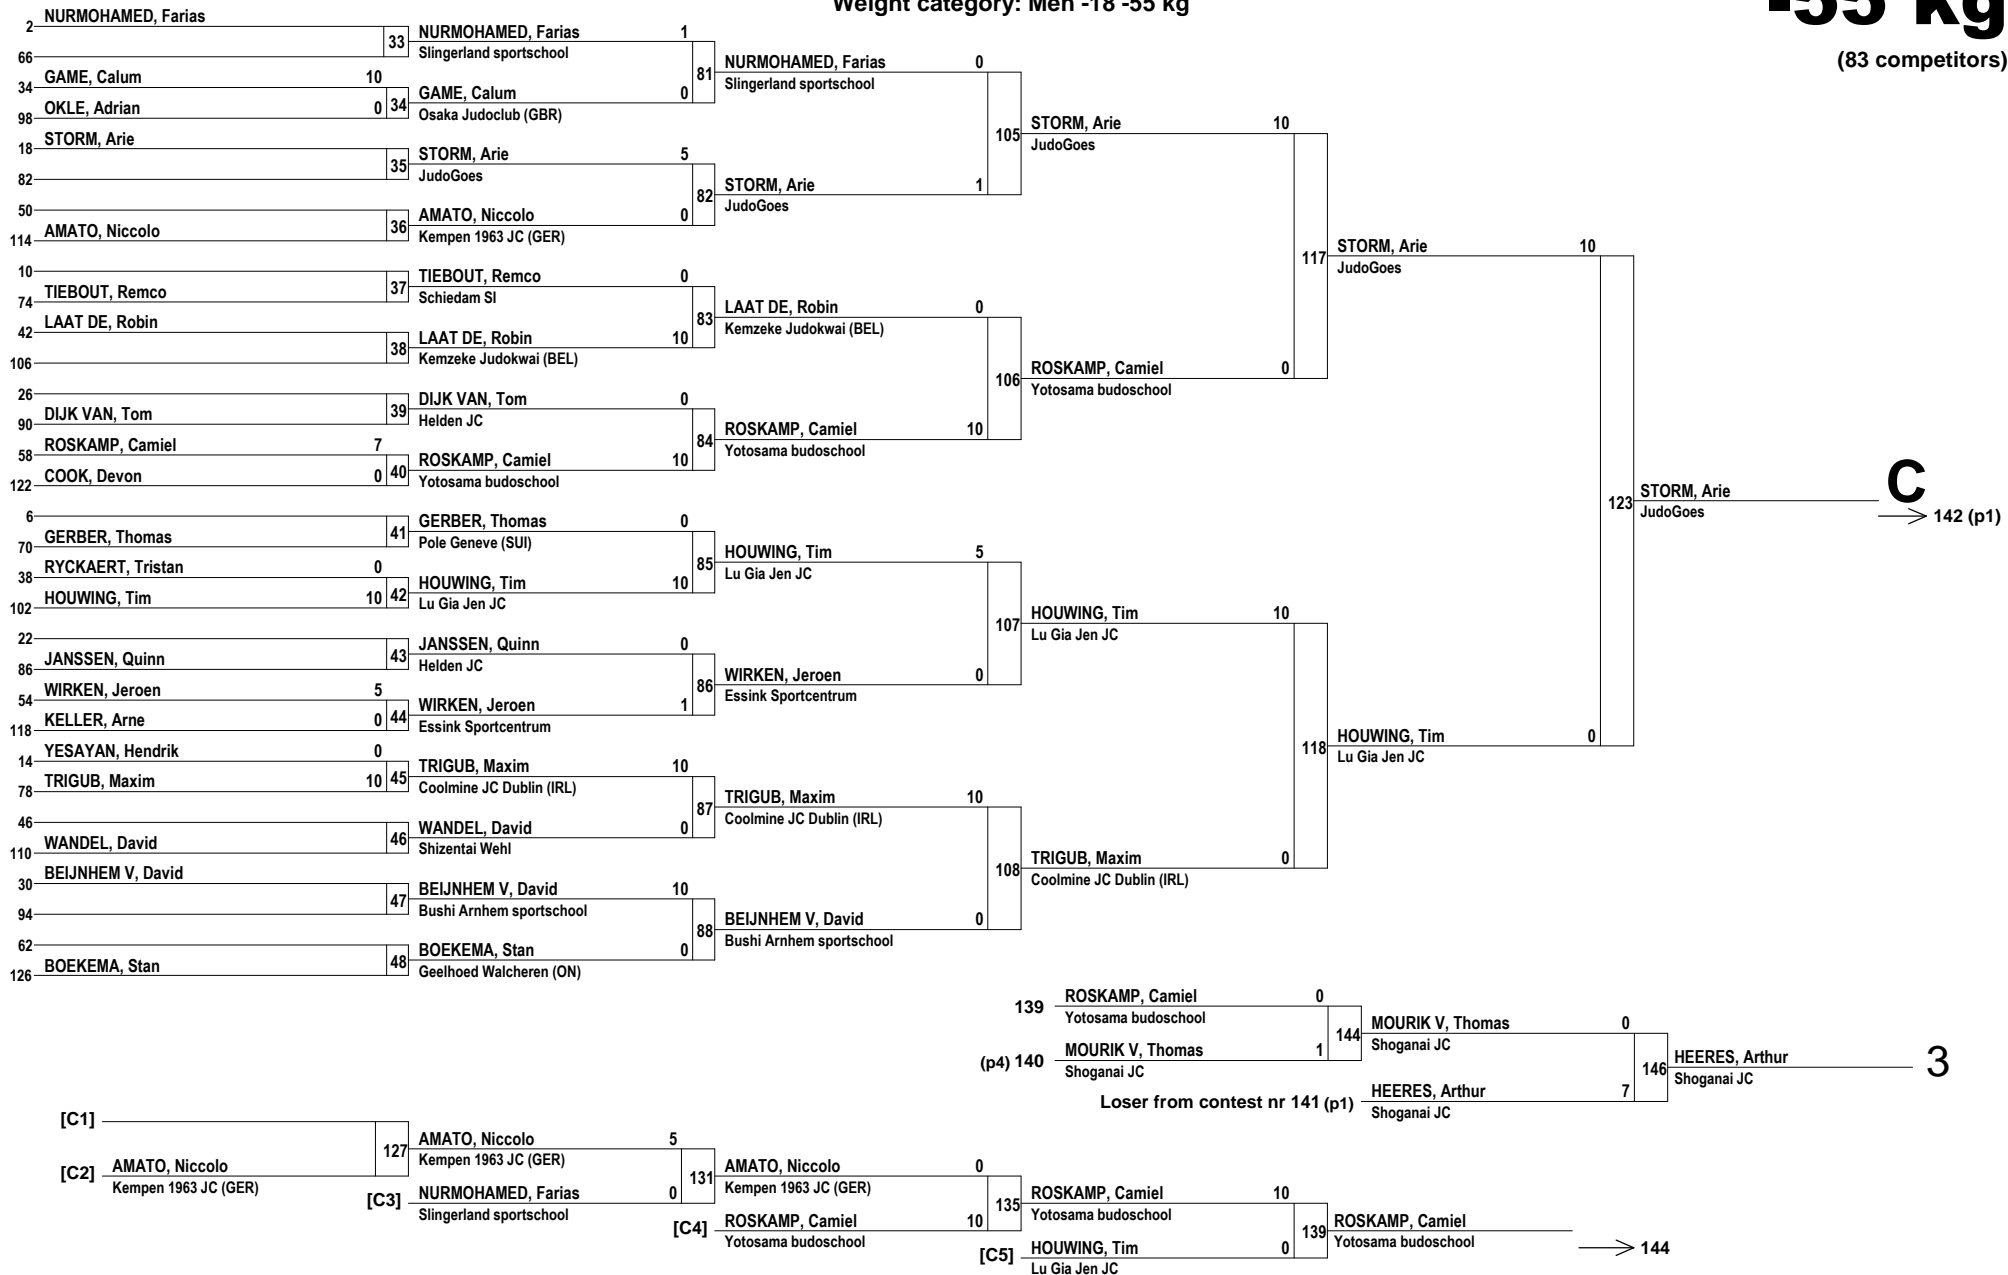 Weight category: Men -18 -55 kg
-55 kg
(83 competitors)
2 NURMOHAMED, Farias
66
33
34 GAME, Calum 10
98 OKLE, Adrian 0
34
18 STORM, Arie
82
35
50
114 AMATO, Niccolo
36
10
74 TIEBOUT, Remco
37
42 LAAT DE, Robin
106
38
26
90 DIJK VAN, Tom
39
58 ROSKAMP, Camiel 7
122 COOK, Devon 0
40
6
70 GERBER, Thomas
41
38 RYCKAERT, Tristan 0
102 HOUWING, Tim 10
42
22
86 JANSSEN, Quinn
43
54 WIRKEN, Jeroen 5
118 KELLER, Arne 0
44
14 YESAYAN, Hendrik 0
78 TRIGUB, Maxim 10
45
46
110 WANDEL, David
46
30 BEIJNHEM V, David
94
47
62
126 BOEKEMA, Stan
48
NURMOHAMED, Farias 1
Slingerland sportschool
81
GAME, Calum 0
Osaka Judoclub (GBR)
STORM, Arie 5
JudoGoes
82
AMATO, Niccolo 0
Kempen 1963 JC (GER)
TIEBOUT, Remco 0
Schiedam SI
83
LAAT DE, Robin 10
Kemzeke Judokwai (BEL)
DIJK VAN, Tom 0
Helden JC
84
ROSKAMP, Camiel 10
Yotosama budoschool
GERBER, Thomas 0
Pole Geneve (SUI)
85
HOUWING, Tim 10
Lu Gia Jen JC
JANSSEN, Quinn 0
Helden JC
86
WIRKEN, Jeroen 1
Essink Sportcentrum
TRIGUB, Maxim 10
Coolmine JC Dublin (IRL)
87
WANDEL, David 0
Shizentai Wehl
BEIJNHEM V, David 10
Bushi Arnhem sportschool
88
BOEKEMA, Stan 0
Geelhoed Walcheren (ON)
NURMOHAMED, Farias 0
Slingerland sportschool
105
STORM, Arie 1
JudoGoes
LAAT DE, Robin 0
Kemzeke Judokwai (BEL)
106
ROSKAMP, Camiel 10
Yotosama budoschool
HOUWING, Tim 5
Lu Gia Jen JC
107
WIRKEN, Jeroen 0
Essink Sportcentrum
TRIGUB, Maxim 10
Coolmine JC Dublin (IRL)
108
BEIJNHEM V, David 0
Bushi Arnhem sportschool
STORM, Arie 10
JudoGoes
117
ROSKAMP, Camiel 0
Yotosama budoschool
HOUWING, Tim 10
Lu Gia Jen JC
118
TRIGUB, Maxim 0
Coolmine JC Dublin (IRL)
STORM, Arie 10
JudoGoes
123
HOUWING, Tim 0
Lu Gia Jen JC
STORM, Arie
JudoGoes
C
142 (p1)
139 ROSKAMP, Camiel 0
Yotosama budoschool
144
(p4) 140 MOURIK V, Thomas 1
Shoganai JC
MOURIK V, Thomas 0
Shoganai JC
146
Loser from contest nr 141 (p1) HEERES, Arthur 7
Shoganai JC
HEERES, Arthur
Shoganai JC
3
[C1]
127
[C2] AMATO, Niccolo
Kempen 1963 JC (GER)
AMATO, Niccolo 5
Kempen 1963 JC (GER)
131
[C3] NURMOHAMED, Farias 0
Slingerland sportschool
AMATO, Niccolo 0
Kempen 1963 JC (GER)
135
[C4] ROSKAMP, Camiel 10
Yotosama budoschool
ROSKAMP, Camiel 10
Yotosama budoschool
139
[C5] HOUWING, Tim 0
Lu Gia Jen JC
ROSKAMP, Camiel
Yotosama budoschool
144